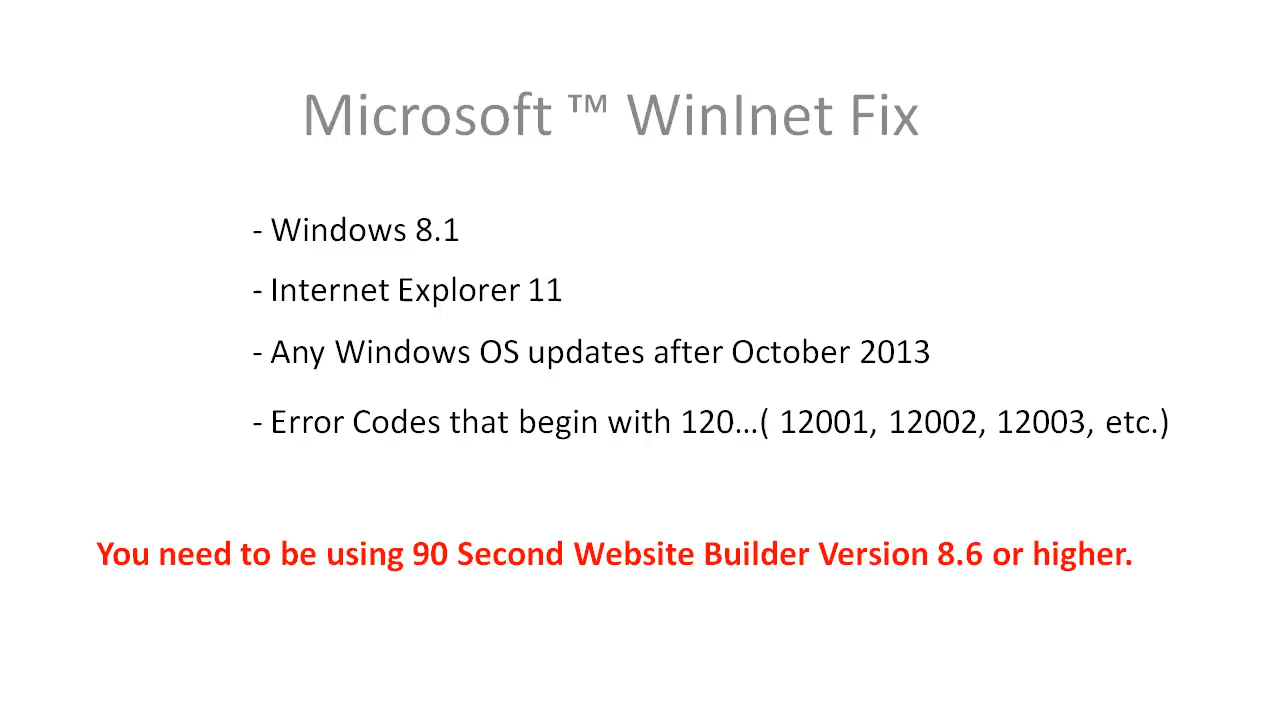 Microsoft ™ WinInet Fix
- Windows 8.1
- Internet Explorer 11
- Any Windows OS updates after October 2013
- Error Codes that begin with 120...( 12001, 12002, 12003, etc.)
You need to be using 90 Second Website Builder Version 8.6 or higher.